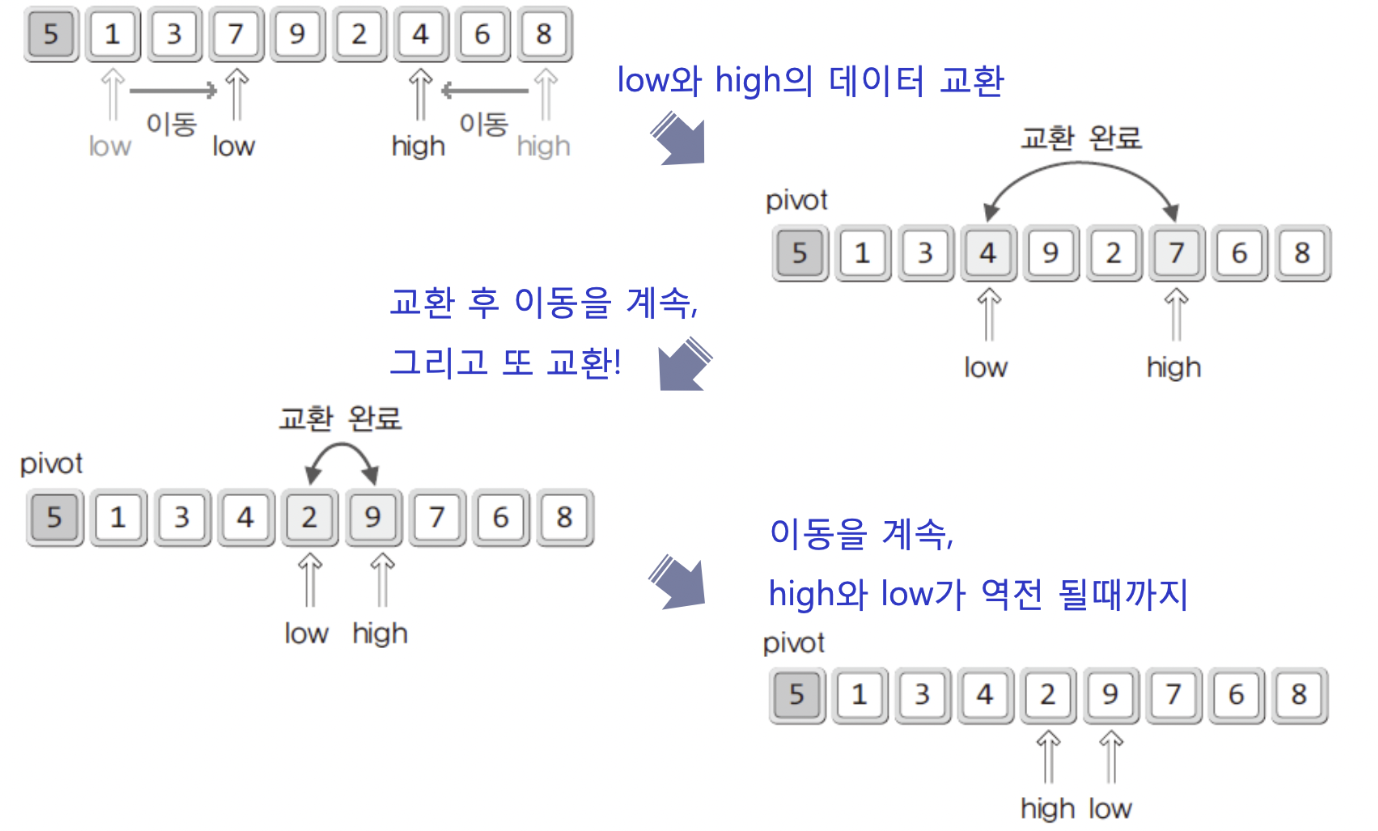 5 1 3 7 9 2 4 6 8
이동 이동
low low high high
low와 high의 데이터 교환
교환 완료
pivot
5 1 3 4 9 2 7 6 8
low high
교환 후 이동을 계속,
그리고 또 교환!
교환 완료
pivot
5 1 3 4 2 9 7 6 8
low high
이동을 계속,
high와 low가 역전 될때까지
pivot
5 1 3 4 2 9 7 6 8
high low